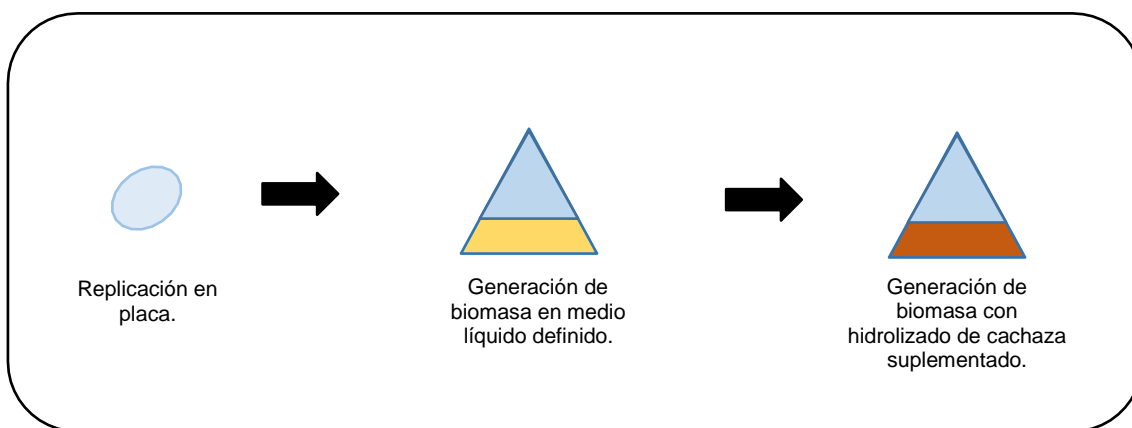 Replicación en
placa.
Generación de
biomasa en medio
líquido definido.
Generación de
biomasa con
hidrolizado de cachaza
suplementado.